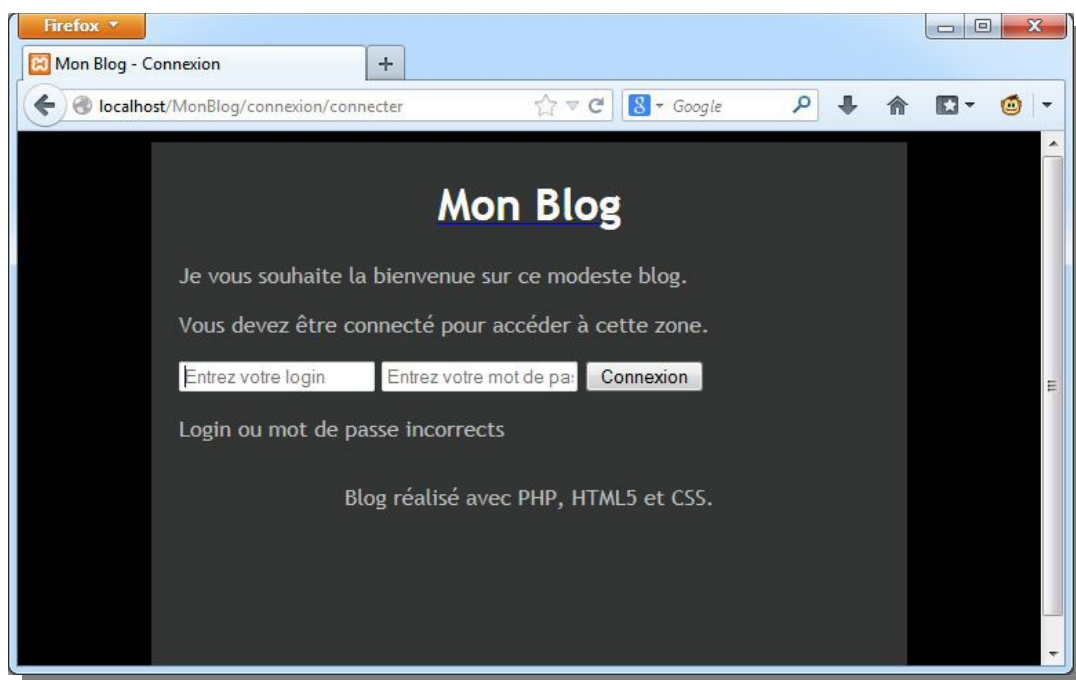 Firefox
Mon Blog - Connexion
localhost/MonBlog/connexion/connecter
Google
Mon Blog
Je vous souhaite la bienvenue sur ce modeste blog.
Vous devez être connecté pour accéder à cette zone.
Entrez votre login Entrez votre mot de pas Connexion
Login ou mot de passe incorrects
Blog réalisé avec PHP, HTML5 et CSS.